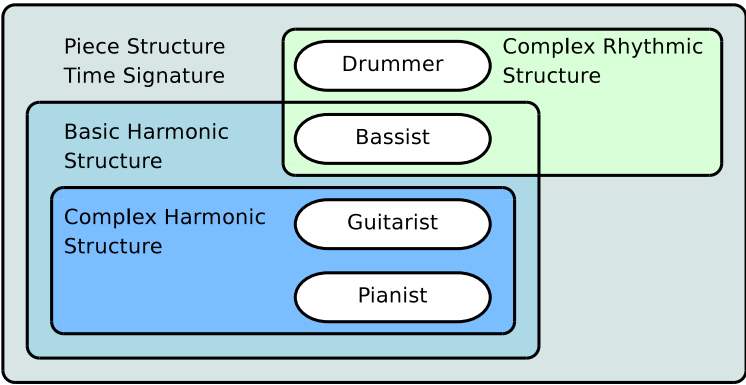 Piece Structure
Time Signature
Drummer
Complex Rhythmic
Structure
Basic Harmonic
Structure
Bassist
Complex Harmonic
Structure
Guitarist
Pianist